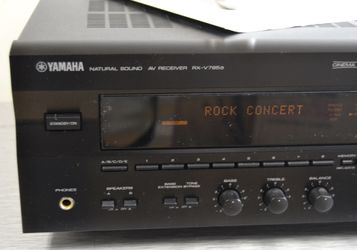 YAMAHA NATURAL SOUND AV RECEIVER RX-V795a
CINEMA
ROCK CONCERT
STANDBY/ON
A/B/C/D/E 1 2 3 4 5 6 7 8
MEMORY
PHONES
SPEAKERS
A B
BASS EXTENSION
TONE BYPASS
BASS
TREBLE
BALANCE